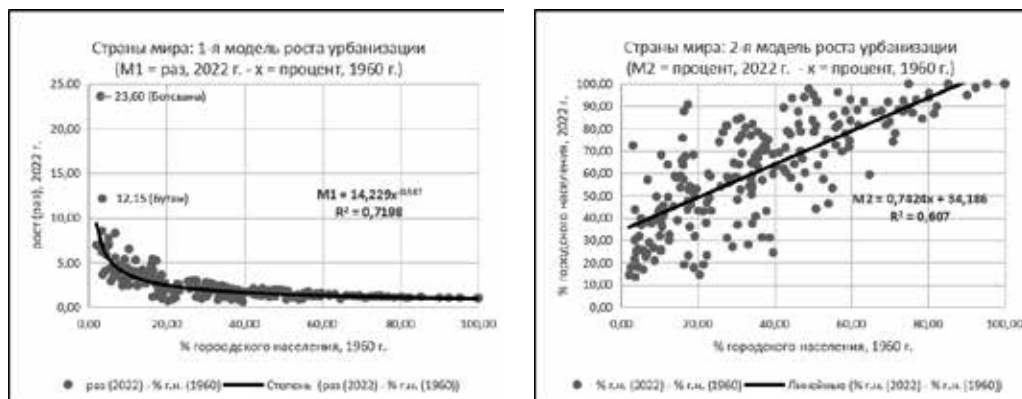 Страны мира: 1-я модель роста урбанизации
(М1 = раз, 2022 г. - х = процент, 1960 г.)
рост (раз), 2022 г.
25,00
20,00
15,00
10,00
5,00
0,00
23,60 (Ботсвана)
12,15 (Бутан)
R² = 0,7198
0,00 20,00 40,00 60,00 80,00 100,00
% городского населения, 1960 г.
раз (2022) - % г.н. (1960) Степень (раз (2022) - % г.н. (1960))
Страны мира: 2-я модель роста урбанизации
(М2 = процент, 2022 г. - х = процент, 1960 г.)
% городского населения, 2022 г.
100,00
90,00
80,00
70,00
60,00
50,00
40,00
30,00
20,00
10,00
0,00
М2 = 0,7424х + 34,186
R² = 0,607
0,00 20,00 40,00 60,00 80,00 100,00
% городского населения, 1960 г.
% г.н. (2022) - % г.н. (1960) Линейная (% г.н. (2022) - % г.н. (1960))